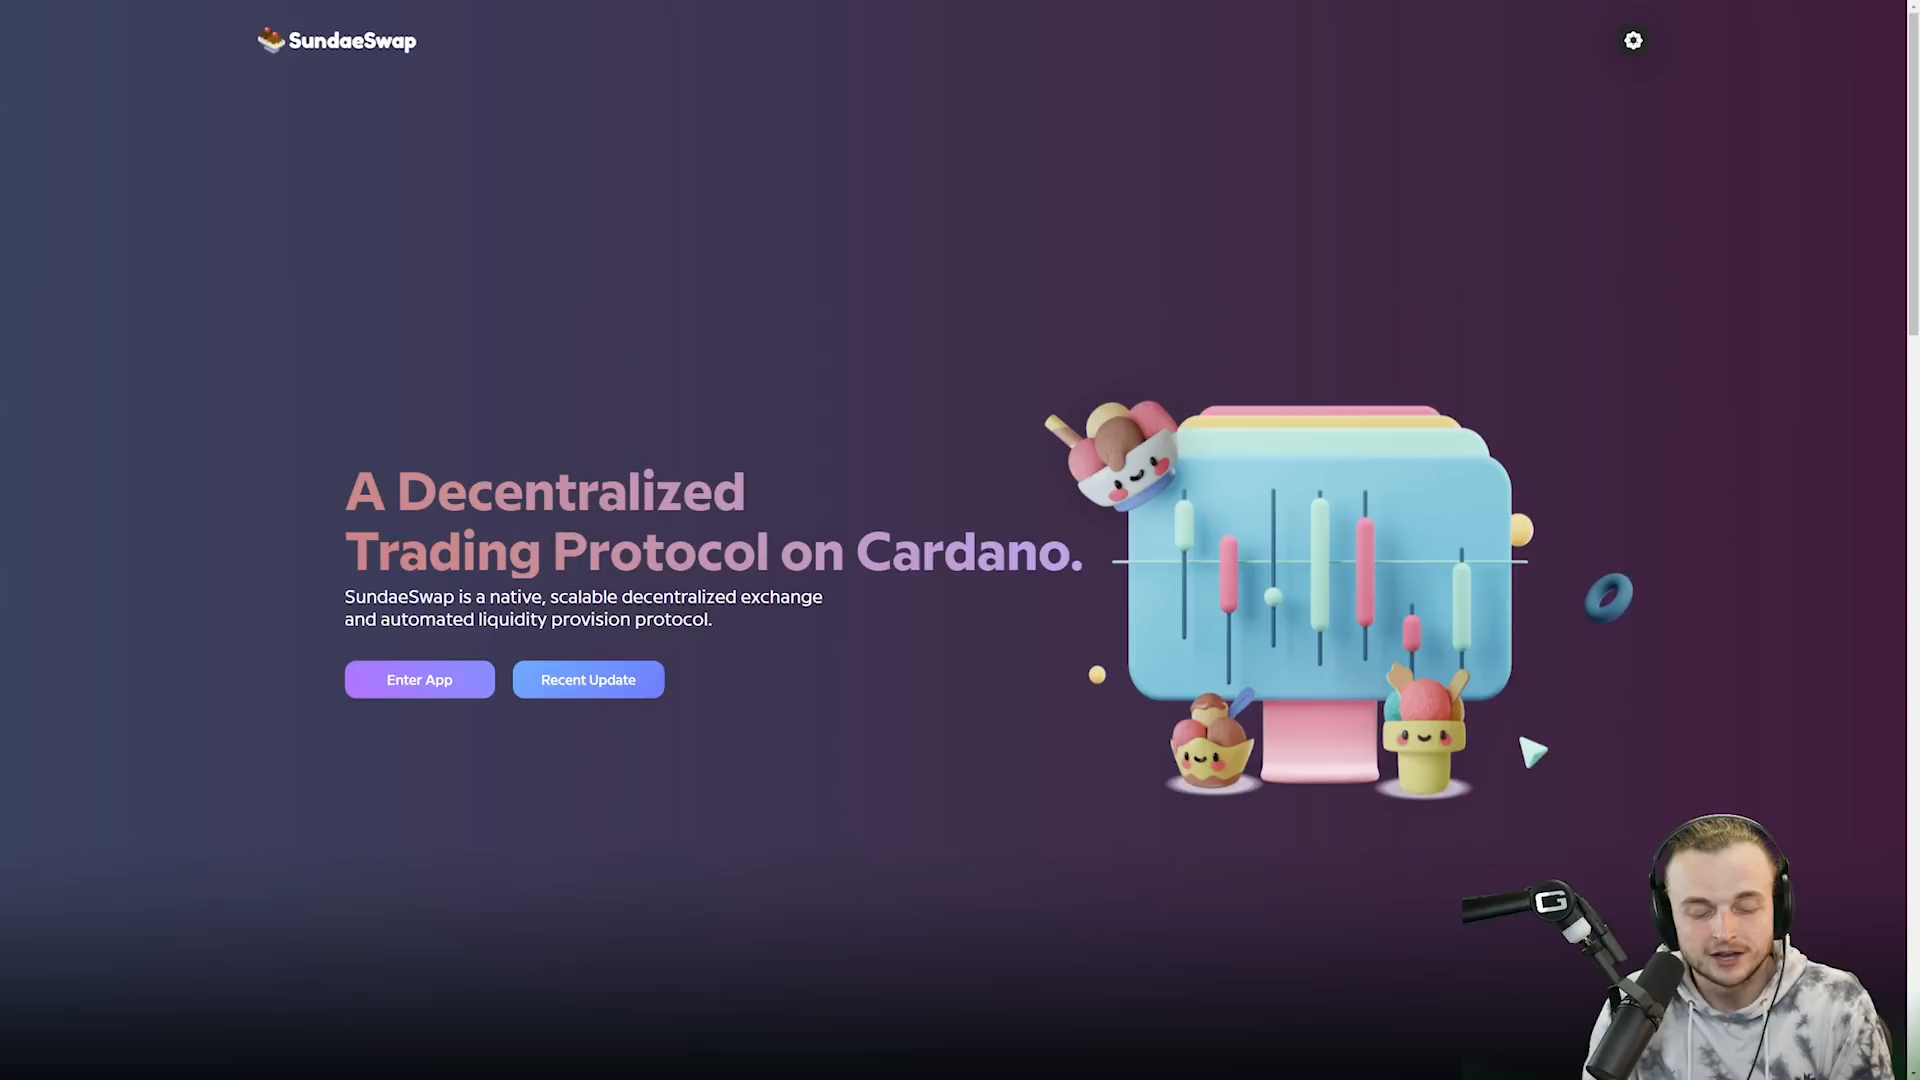 SundaeSwap
A Decentralized
Trading Protocol on Cardano.
SundaeSwap is a native, scalable decentralized exchange
and automated liquidity provision protocol.
Enter App
Recent Update
G